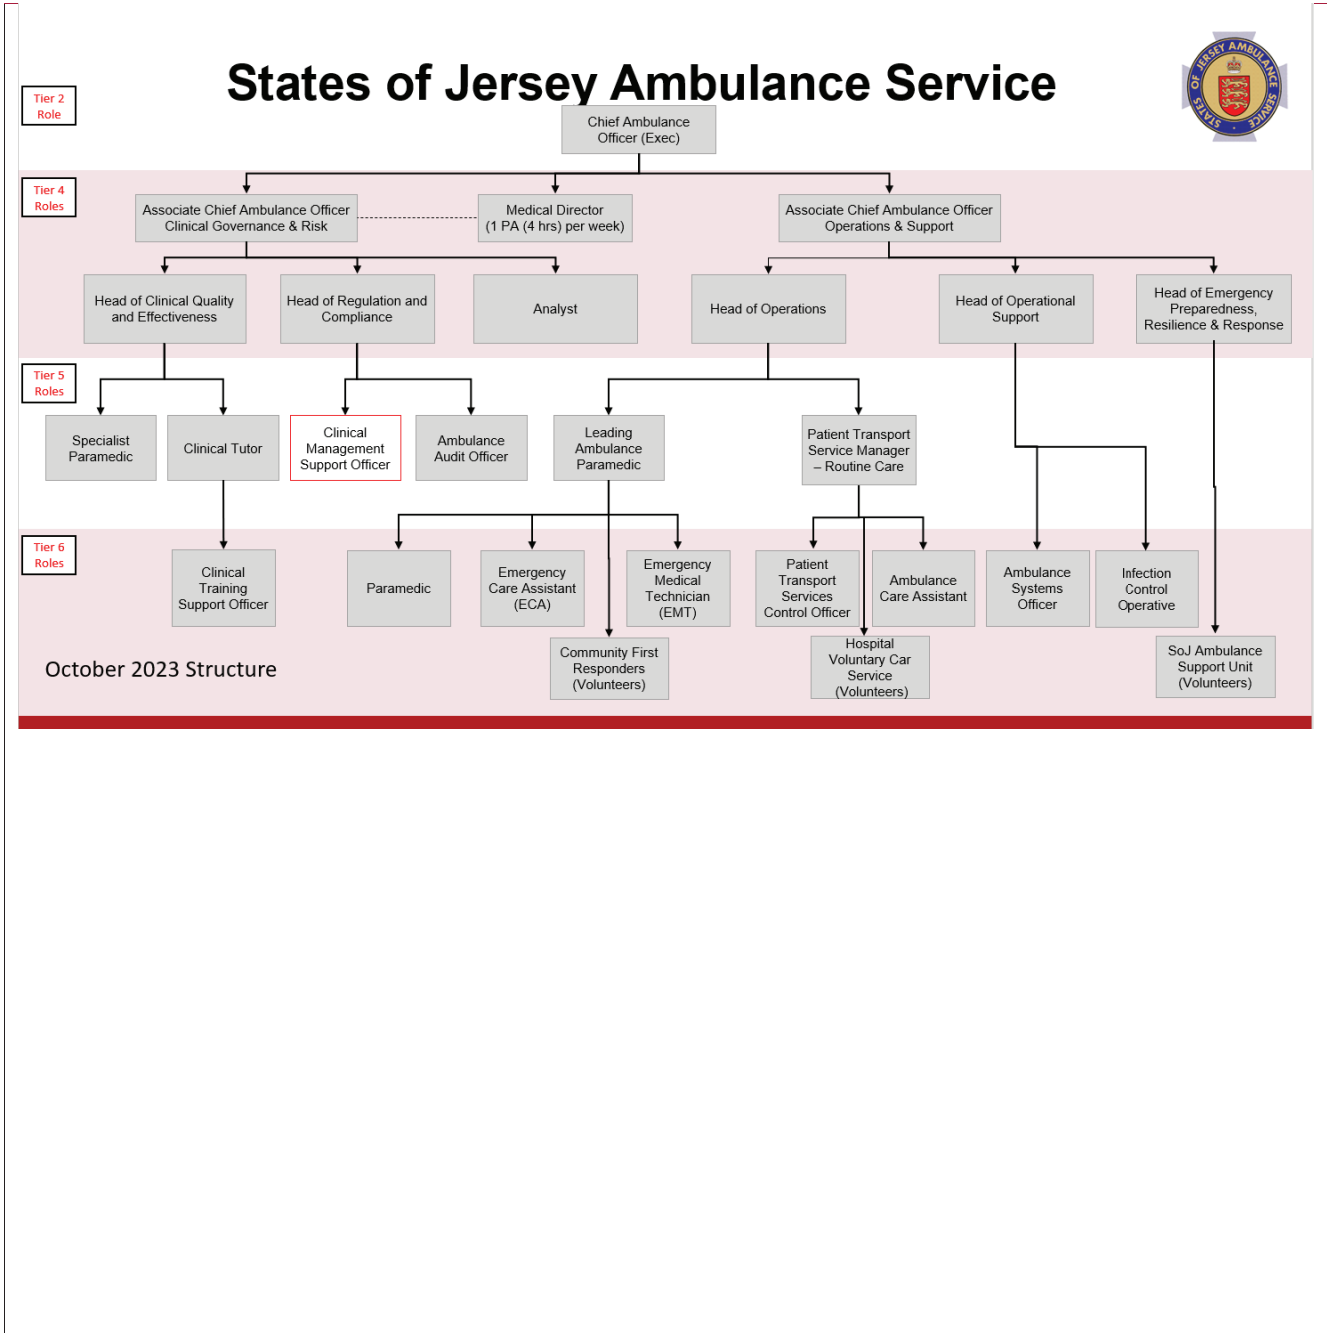 States of Jersey Ambulance Service
STATES OF JERSEY AMBULANCE SERVICE
Tier 2
Role
Chief Ambulance
Officer (Exec)
Tier 4
Roles
Associate Chief Ambulance Officer
Clinical Governance & Risk
Medical Director
(1 PA (4 hrs) per week)
Associate Chief Ambulance Officer
Operations & Support
Head of Clinical Quality
and Effectiveness
Head of Regulation and
Compliance
Analyst
Head of Operations
Head of Operational
Support
Head of Emergency
Preparedness,
Resilience & Response
Tier 5
Roles
Specialist
Paramedic
Clinical Tutor
Clinical
Management
Support Officer
Ambulance
Audit Officer
Leading
Ambulance
Paramedic
Patient Transport
Service Manager
– Routine Care
Tier 6
Roles
Clinical
Training
Support Officer
Paramedic
Emergency
Care Assistant
(ECA)
Emergency
Medical
Technician
(EMT)
Patient
Transport
Services
Control Officer
Ambulance
Care Assistant
Ambulance
Systems
Officer
Infection
Control
Operative
Community First
Responders
(Volunteers)
Hospital
Voluntary Car
Service
(Volunteers)
SoJ Ambulance
Support Unit
(Volunteers)
October 2023 Structure